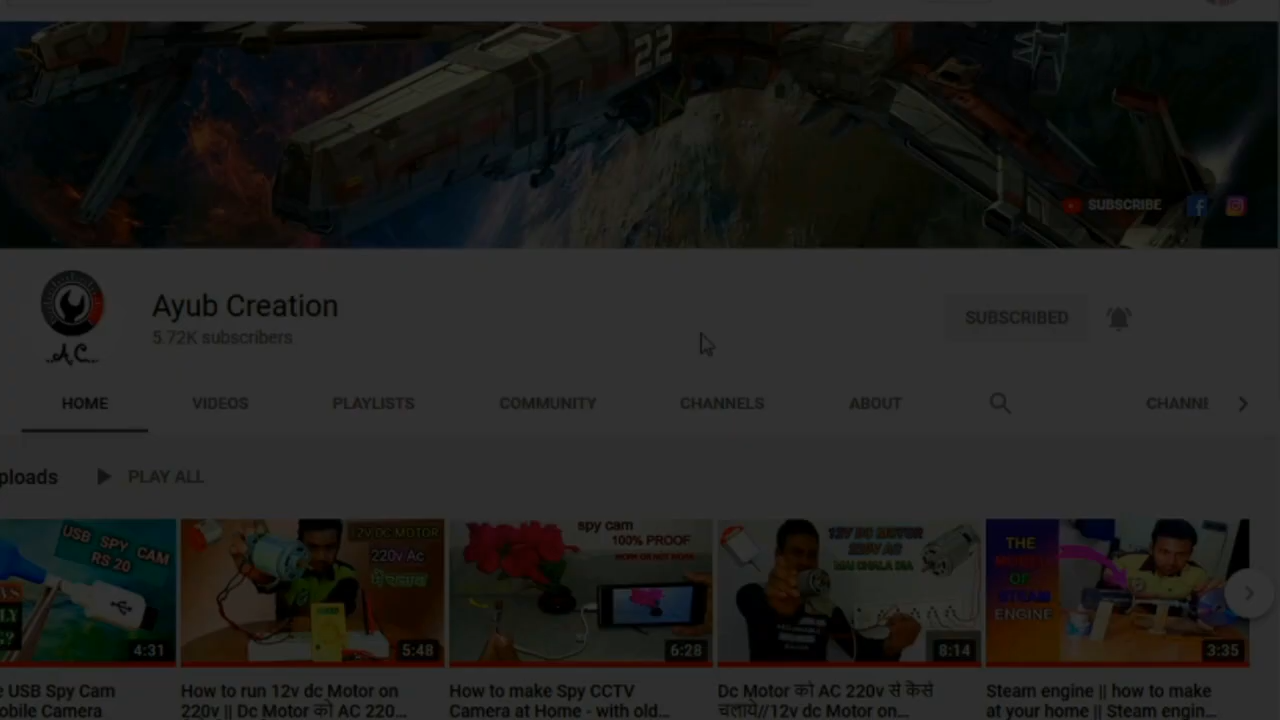 22
SUBSCRIBE
Ayub Creation
5.72K subscribers
SUBSCRIBED
A.C
HOME VIDEOS PLAYLISTS COMMUNITY CHANNELS ABOUT CHANNE
ploads PLAY ALL
USB SPY CAM
RS 20
4:31
12V DC MOTOR
220v Ac
5:48
spy cam
100% PROOF
6:28
12V DC MOTOR
220V AC
MAI CHALA DIA
8:14
THE
OF
STEAM
ENGINE
3:35
e USB Spy Cam
obile Camera
How to run 12v dc Motor on
220v || Dc Motor को AC 220...
How to make Spy CCTV
Camera at Home - with old...
Dc Motor को AC 220v से कैसे
चलाये//12v dc Motor on...
Steam engine || how to make
at your home || Steam engin...